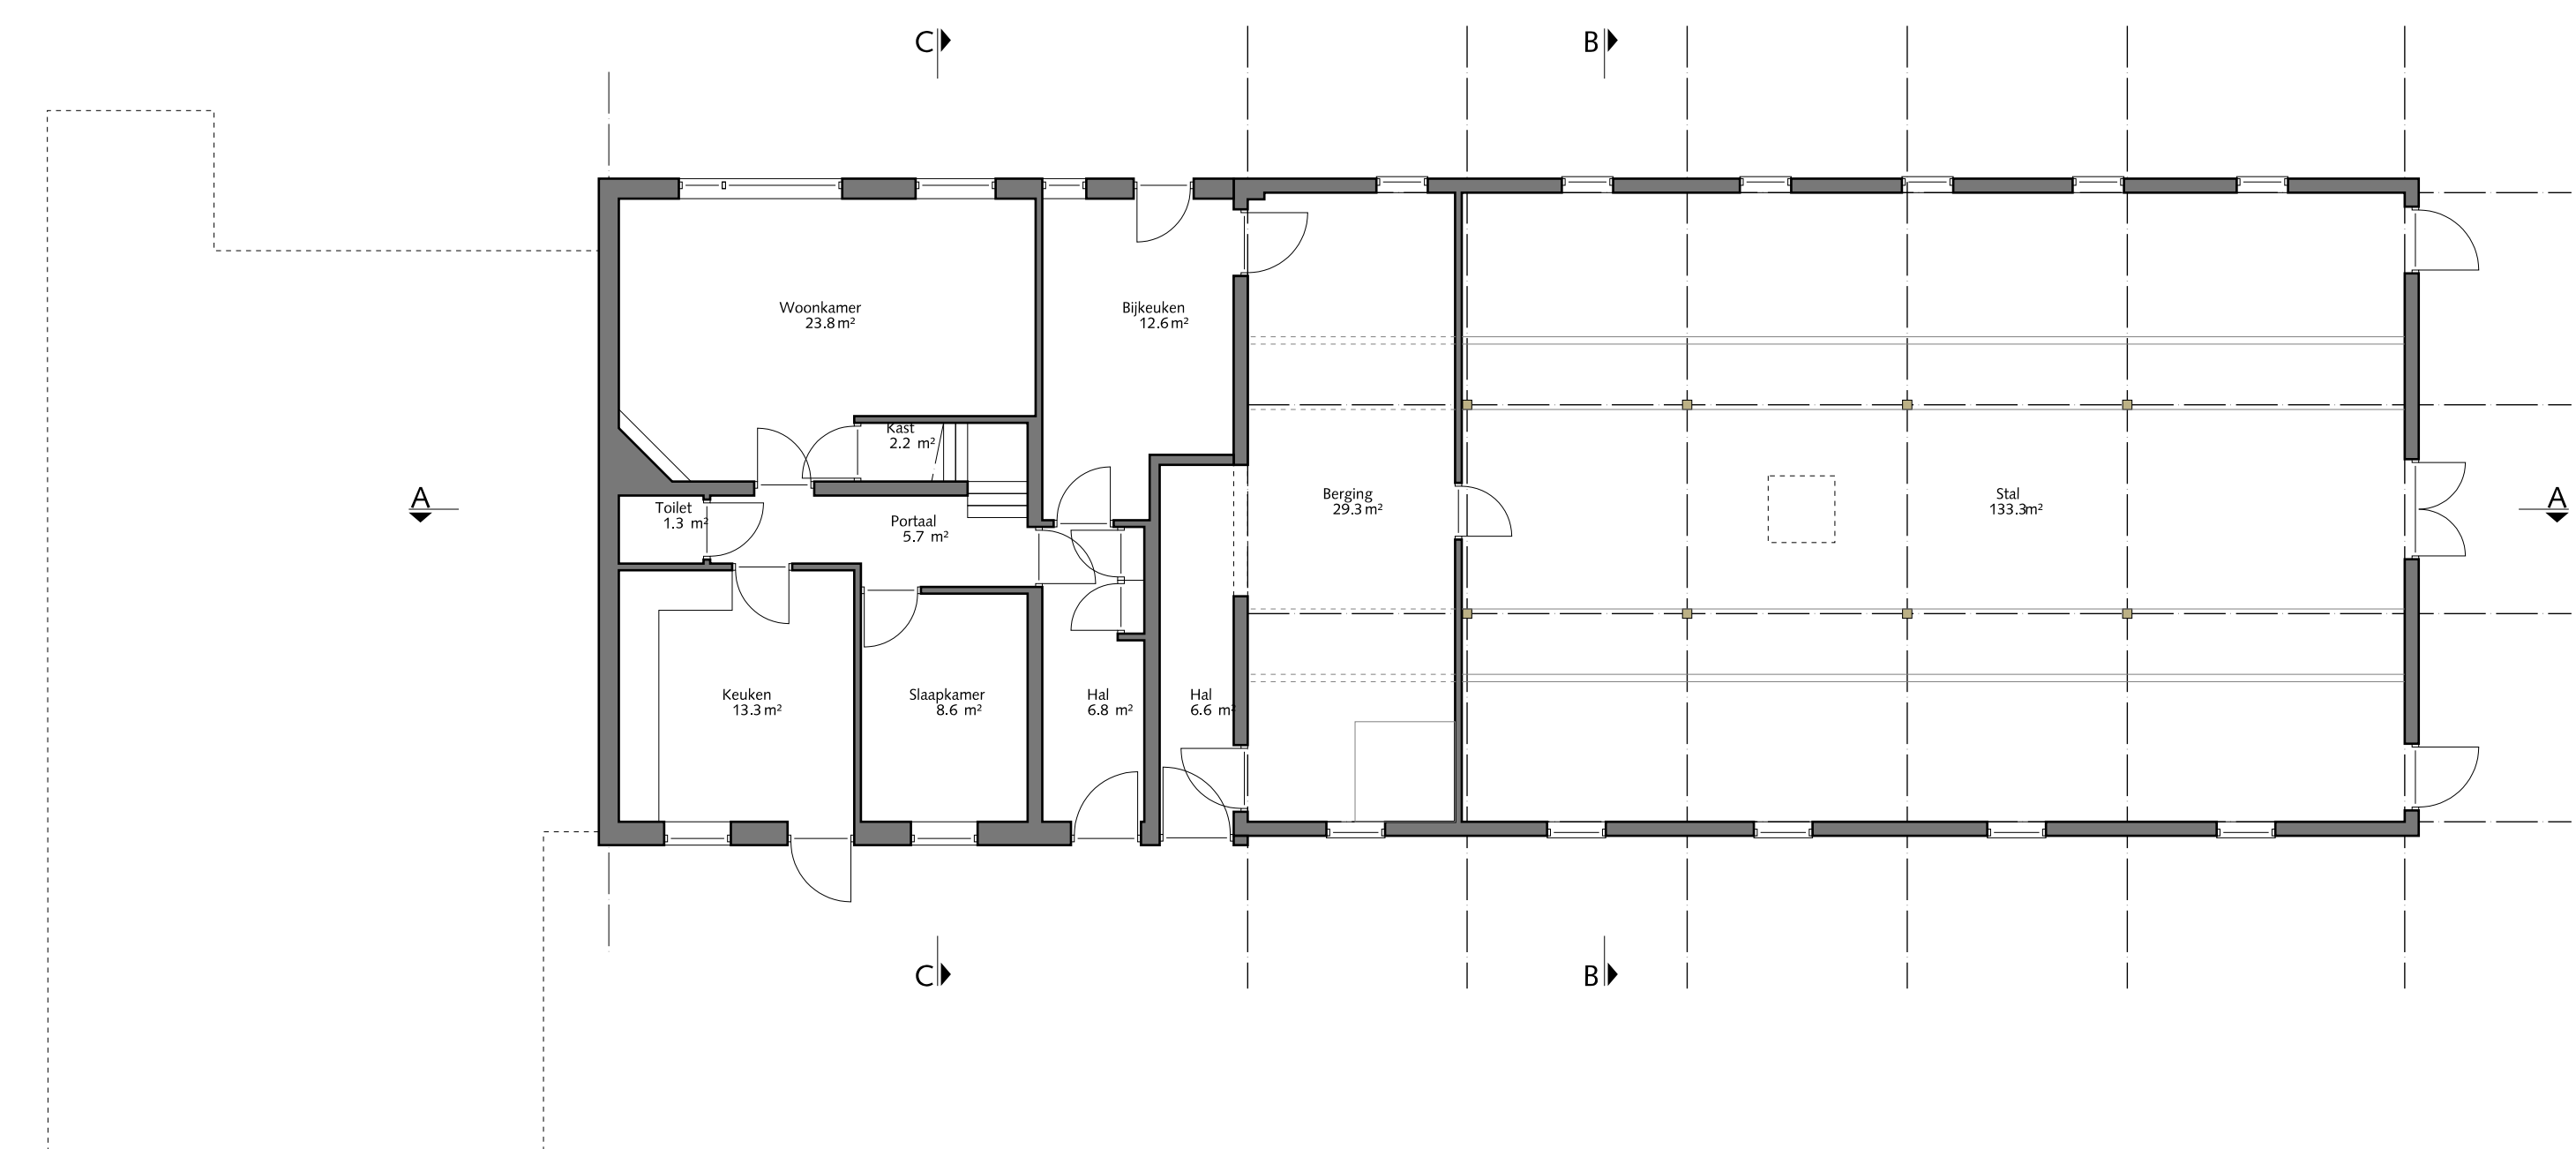 C
B
Woonkamer
23.8 m²
Bijkeuken
12.6 m²
Kast
2.2 m²
A
Toilet
1.3 m²
Portaal
5.7 m²
Berging
29.3 m²
Stal
133.3m²
A
Keuken
13.3 m²
Slaapkamer
8.6 m²
Hal
6.8 m²
Hal
6.6 m²
C
B